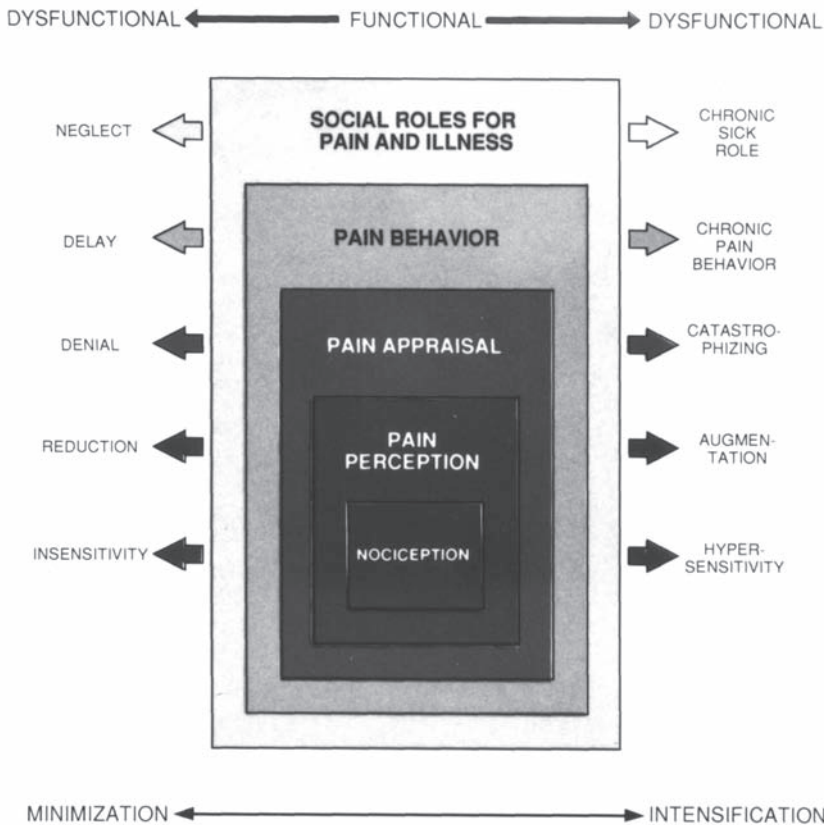 DYSFUNCTIONAL FUNCTIONAL DYSFUNCTIONAL
NEGLECT
SOCIAL ROLES FOR
PAIN AND ILLNESS
CHRONIC
SICK
ROLE
DELAY
PAIN BEHAVIOR
CHRONIC
PAIN
BEHAVIOR
DENIAL
PAIN APPRAISAL
CATASTRO-
PHIZING
REDUCTION
PAIN
PERCEPTION
AUGMEN-
TATION
INSENSITIVITY
NOCICEPTION
HYPER-
SENSITIVITY
MINIMIZATION INTENSIFICATION